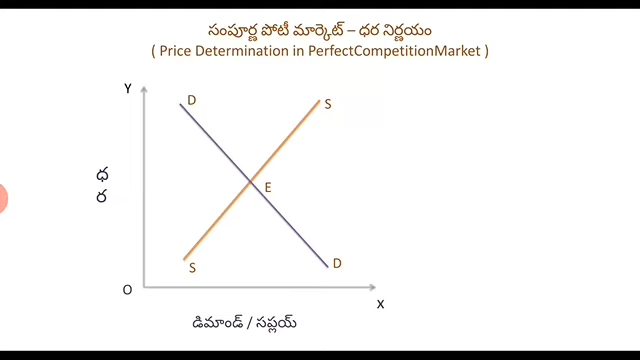 సంపూర్ణ పోటీ మార్కెట్ – ధర నిర్ణయం
( Price Determination in PerfectCompetitionMarket )
Y
D
S
ధ
ర
E
S
D
O
X
డిమాండ్ / సప్లయ్